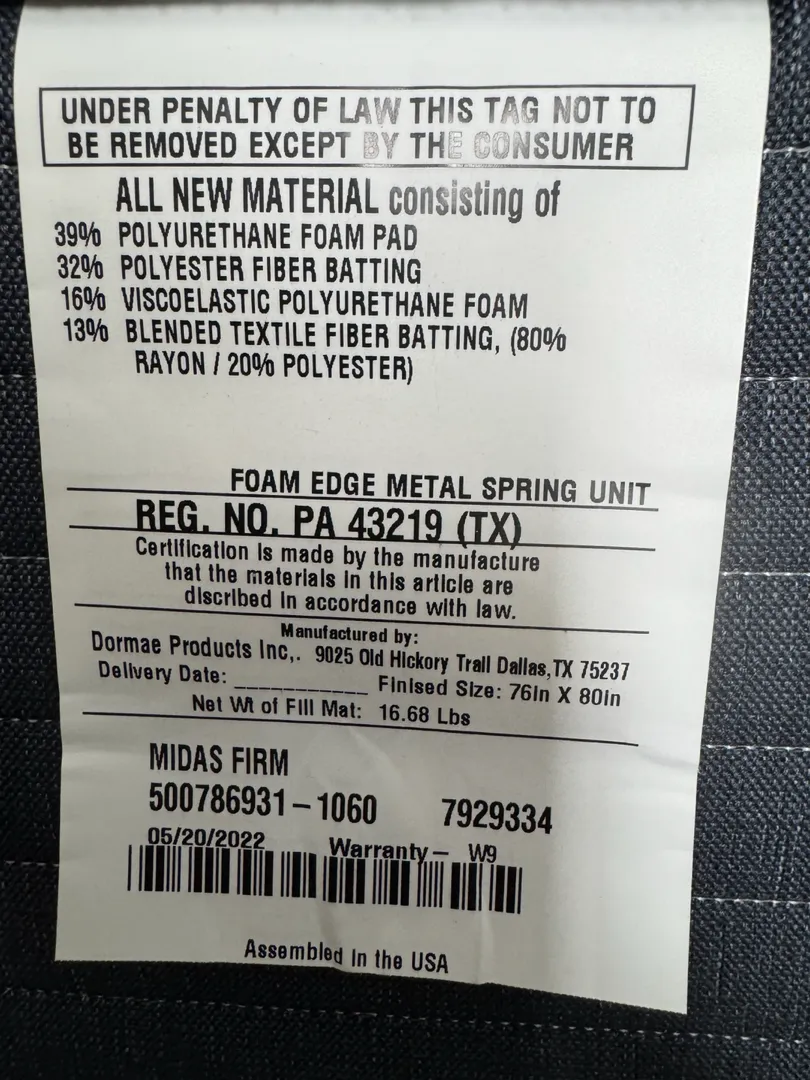 UNDER PENALTY OF LAW THIS TAG NOT TO
BE REMOVED EXCEPT BY THE CONSUMER
ALL NEW MATERIAL consisting of
39% POLYURETHANE FOAM PAD
32% POLYESTER FIBER BATTING
16% VISCOELASTIC POLYURETHANE FOAM
13% BLENDED TEXTILE FIBER BATTING, (80%
RAYON / 20% POLYESTER)
FOAM EDGE METAL SPRING UNIT
REG. NO. PA 43219 (TX)
Certification is made by the manufacture
that the materials in this article are
discribed in accordance with law.
Manufactured by:
Dormae Products Inc,. 9025 Old Hickory Trail Dallas,TX 75237
Delivery Date: ____________ Finised Size: 76in X 80in
Net Wt of Fill Mat: 16.68 Lbs
MIDAS FIRM
500786931-1060 7929334
05/20/2022 Warranty- W9
Assembled in the USA